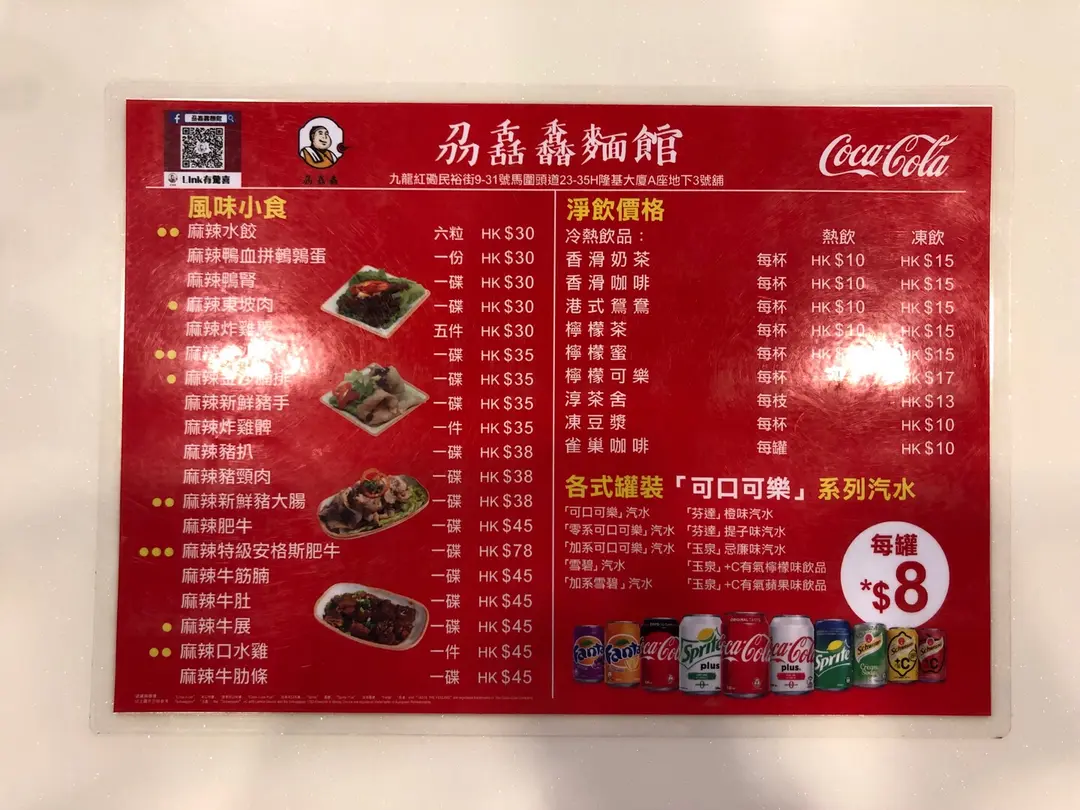 Link有驚喜
刕壵馫麵館
Coca-Cola
九龍紅磡民裕街9-31號馬圍頭道23-35H隆基大廈A座地下3號舖
風味小食
麻辣水餃 六粒 HK $30
麻辣鴨血拼鵪鶉蛋 一份 HK $30
麻辣鴨腎 一碟 HK $30
麻辣東坡肉 一碟 HK $30
麻辣炸雞 五件 HK $30
麻辣 一碟 HK $35
麻辣金沙 排 一碟 HK $35
麻辣新鮮豬手 一碟 HK $35
麻辣炸雞髀 一件 HK $35
麻辣豬扒 一碟 HK $38
麻辣豬頸肉 一碟 HK $38
麻辣新鮮豬大腸 一碟 HK $38
麻辣肥牛 一碟 HK $45
麻辣特級安格斯肥牛 一碟 HK $78
麻辣牛筋腩 一碟 HK $45
麻辣牛肚 一碟 HK $45
麻辣牛展 一碟 HK $45
麻辣口水雞 一件 HK $45
麻辣牛肋條 一碟 HK $45
淨飲價格
冷熱飲品： 熱飲 凍飲
香滑奶茶 每杯 HK $10 HK $15
香滑咖啡 每杯 HK $10 HK $15
港式鴛鴦 每杯 HK $10 HK $15
檸檬茶 每杯 HK $10 HK $15
檸檬蜜 每杯 HK $15
檸檬可樂 每杯 $17
淳茶舍 每枝 HK $13
凍豆漿 每杯 HK $10
雀巢咖啡 每罐 HK $10
各式罐裝「可口可樂」系列汽水
「可口可樂」汽水 「芬達」橙味汽水
「零系可口可樂」汽水 「芬達」提子味汽水
「加系可口可樂」汽水 「玉泉」忌廉味汽水
「雪碧」汽水 「玉泉」+C有氣檸檬味飲品
「加系雪碧」汽水 「玉泉」+C有氣蘋果味飲品
每罐
*$8